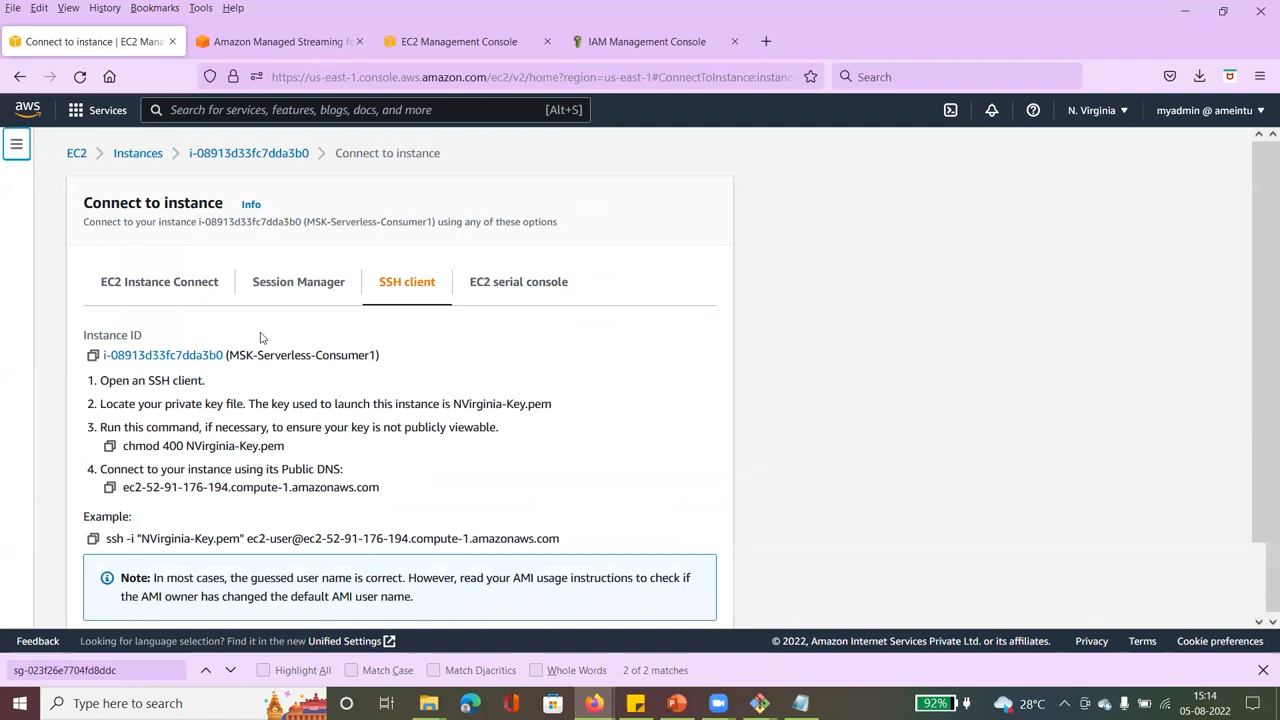 File Edit View History Bookmarks Tools Help
Connect to instance | EC2 Mana
Amazon Managed Streaming fo
EC2 Management Console
IAM Management Console
https://us-east-1.console.aws.amazon.com/ec2/v2/home?region=us-east-1#ConnectToInstance:instanc
Search
aws
Services
Search for services, features, blogs, docs, and more
[Alt+S]
N. Virginia
myadmin @ ameintu
EC2
Instances
i-08913d33fc7dda3b0
Connect to instance
Connect to instance Info
Connect to your instance i-08913d33fc7dda3b0 (MSK-Serverless-Consumer1) using any of these options
EC2 Instance Connect
Session Manager
SSH client
EC2 serial console
Instance ID
i-08913d33fc7dda3b0 (MSK-Serverless-Consumer1)
1. Open an SSH client.
2. Locate your private key file. The key used to launch this instance is NVirginia-Key.pem
3. Run this command, if necessary, to ensure your key is not publicly viewable.
chmod 400 NVirginia-Key.pem
4. Connect to your instance using its Public DNS:
ec2-52-91-176-194.compute-1.amazonaws.com
Example:
ssh -i "NVirginia-Key.pem" ec2-user@ec2-52-91-176-194.compute-1.amazonaws.com
Note: In most cases, the guessed user name is correct. However, read your AMI usage instructions to check if
the AMI owner has changed the default AMI user name.
Feedback
Looking for language selection? Find it in the new Unified Settings
© 2022, Amazon Internet Services Private Ltd. or its affiliates.
Privacy
Terms
Cookie preferences
sg-023f26e7704fd8ddc
Highlight All
Match Case
Match Diacritics
Whole Words
2 of 2 matches
Type here to search
92%
28°C
15:14
05-08-2022